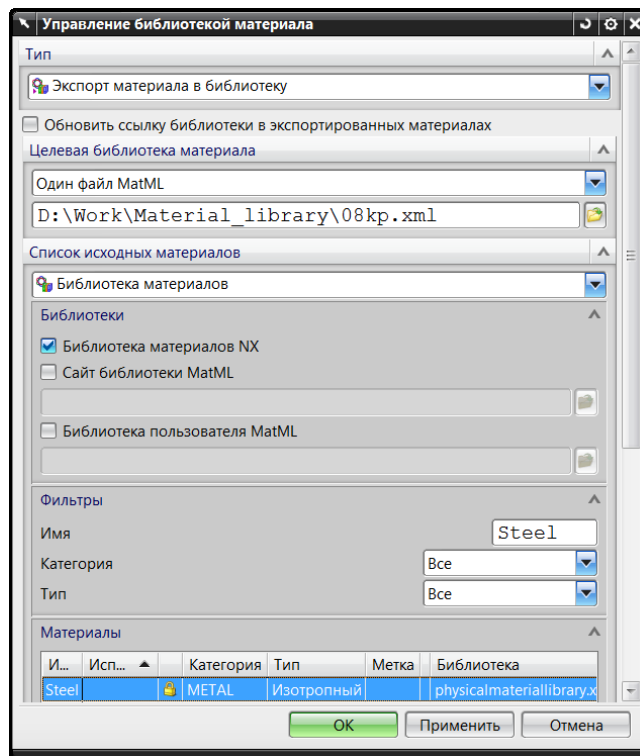 Управление библиотекой материала
Тип
Экспорт материала в библиотеку
Обновить ссылку библиотеки в экспортированных материалах
Целевая библиотека материала
Один файл MatML
D:\Work\Material_library\08kp.xml
Список исходных материалов
Библиотека материалов
Библиотеки
Библиотека материалов NX
Сайт библиотеки MatML
Библиотека пользователя MatML
Фильтры
Имя Steel
Категория Все
Тип Все
Материалы
И... Исп... Категория Тип Метка Библиотека
Steel METAL Изотропный physicalmateriallibrary.x
OK Применить Отмена